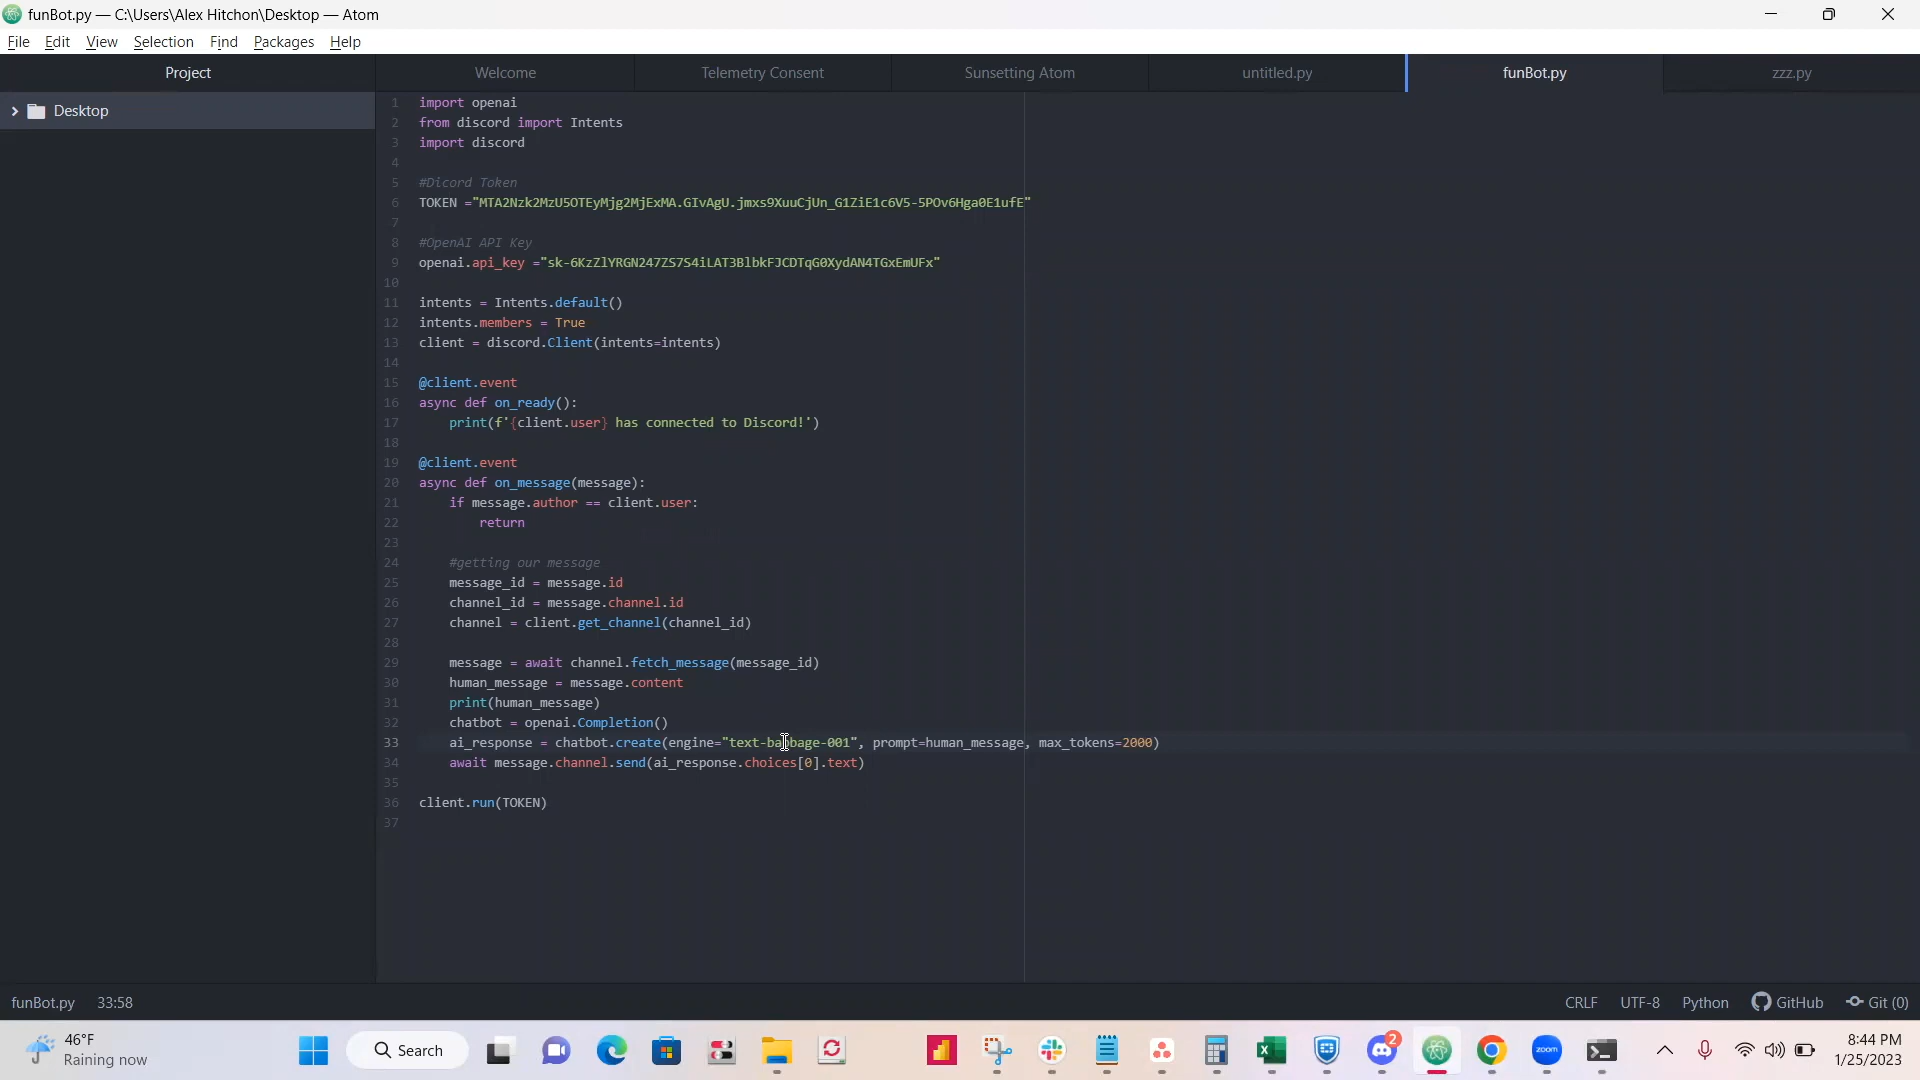 funBot.py — C:\Users\Alex Hitchon\Desktop — Atom
File Edit View Selection Find Packages Help
Project Welcome Telemetry Consent Sunsetting Atom untitled.py funBot.py zzz.py
Desktop
1 import openai
2 from discord import Intents
3 import discord
4
5 #Dicord Token
6 TOKEN ="MTA2Nzk2MzU5OTEyMjg2MjExMA.GIvAgU.jmxs9XuuCjUn_G1ZiE1c6V5-5POv6Hga0E1ufE"
7
8 #OpenAI API Key
9 openai.api_key ="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"
10
11 intents = Intents.default()
12 intents.members = True
13 client = discord.Client(intents=intents)
14
15 @client.event
16 async def on_ready():
17 print(f'{client.user} has connected to Discord!')
18
19 @client.event
20 async def on_message(message):
21 if message.author == client.user:
22 return
23
24 #getting our message
25 message_id = message.id
26 channel_id = message.channel.id
27 channel = client.get_channel(channel_id)
28
29 message = await channel.fetch_message(message_id)
30 human_message = message.content
31 print(human_message)
32 chatbot = openai.Completion()
33 ai_response = chatbot.create(engine="text-babbage-001", prompt=human_message, max_tokens=2000)
34 await message.channel.send(ai_response.choices[0].text)
35
36 client.run(TOKEN)
37
funBot.py 33:58 CRLF UTF-8 Python GitHub Git (0)
46°F
Raining now
Search
2
zoom
8:44 PM
1/25/2023